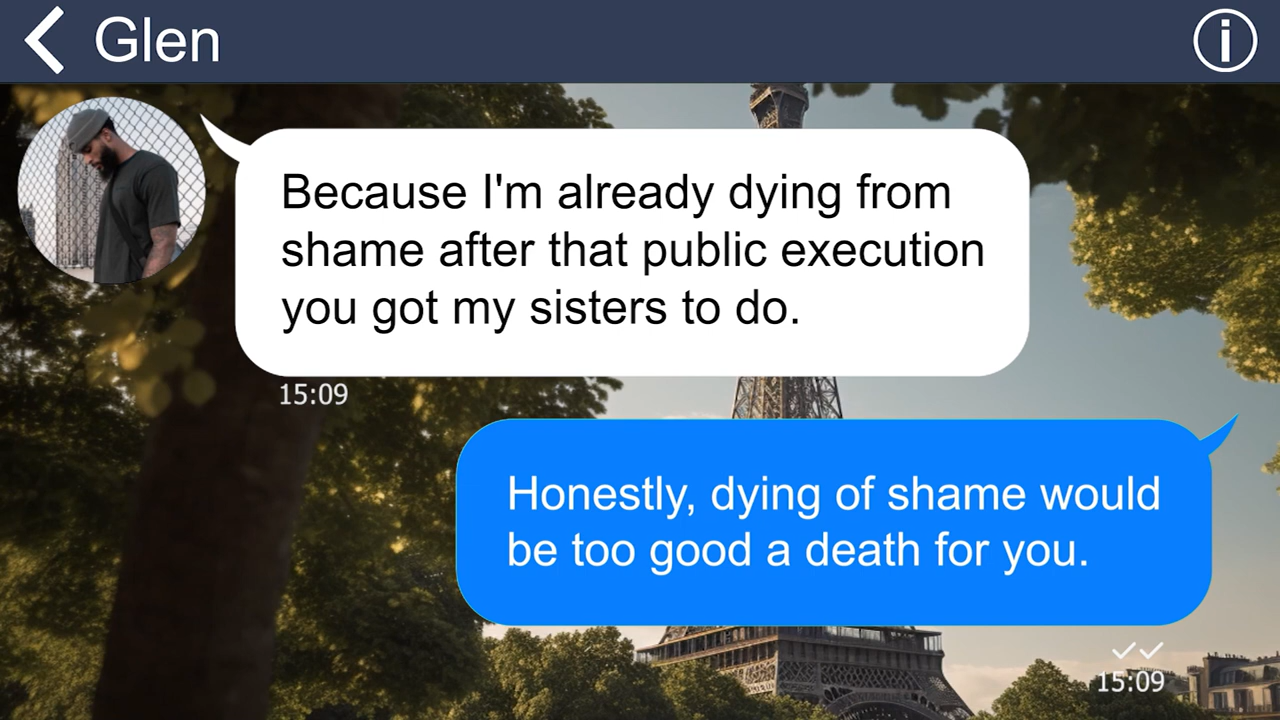 Glen
Because I'm already dying from
shame after that public execution
you got my sisters to do.
15:09
Honestly, dying of shame would
be too good a death for you.
15:09